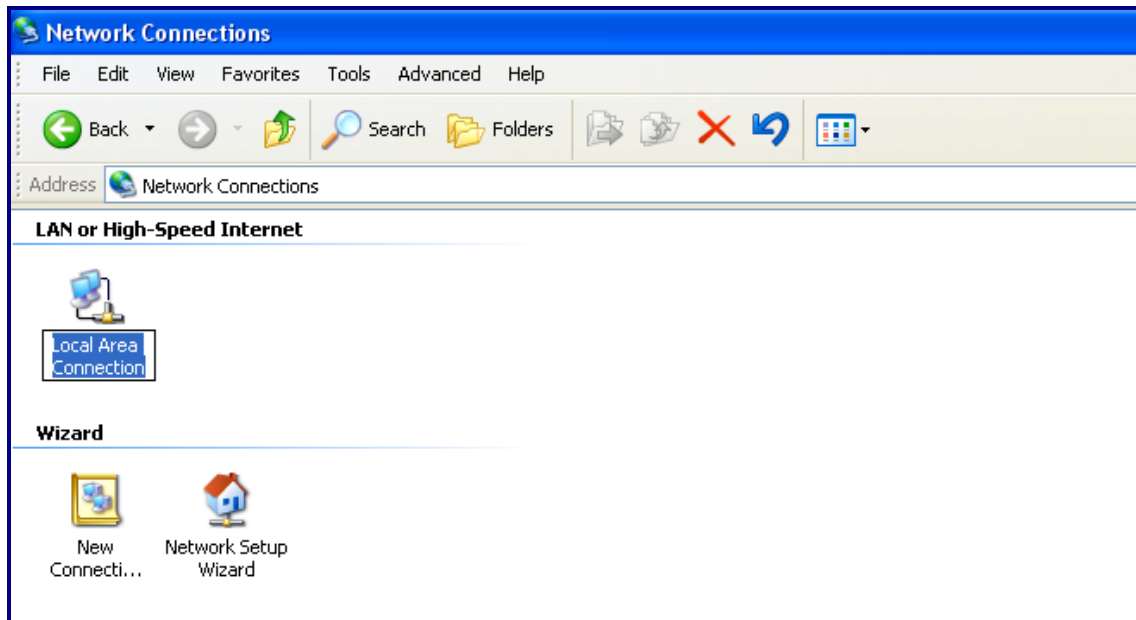 Network Connections
File Edit View Favorites Tools Advanced Help
Back Search Folders
Address Network Connections
LAN or High-Speed Internet
Local Area
Connection
Wizard
New Network Setup
Connecti... Wizard